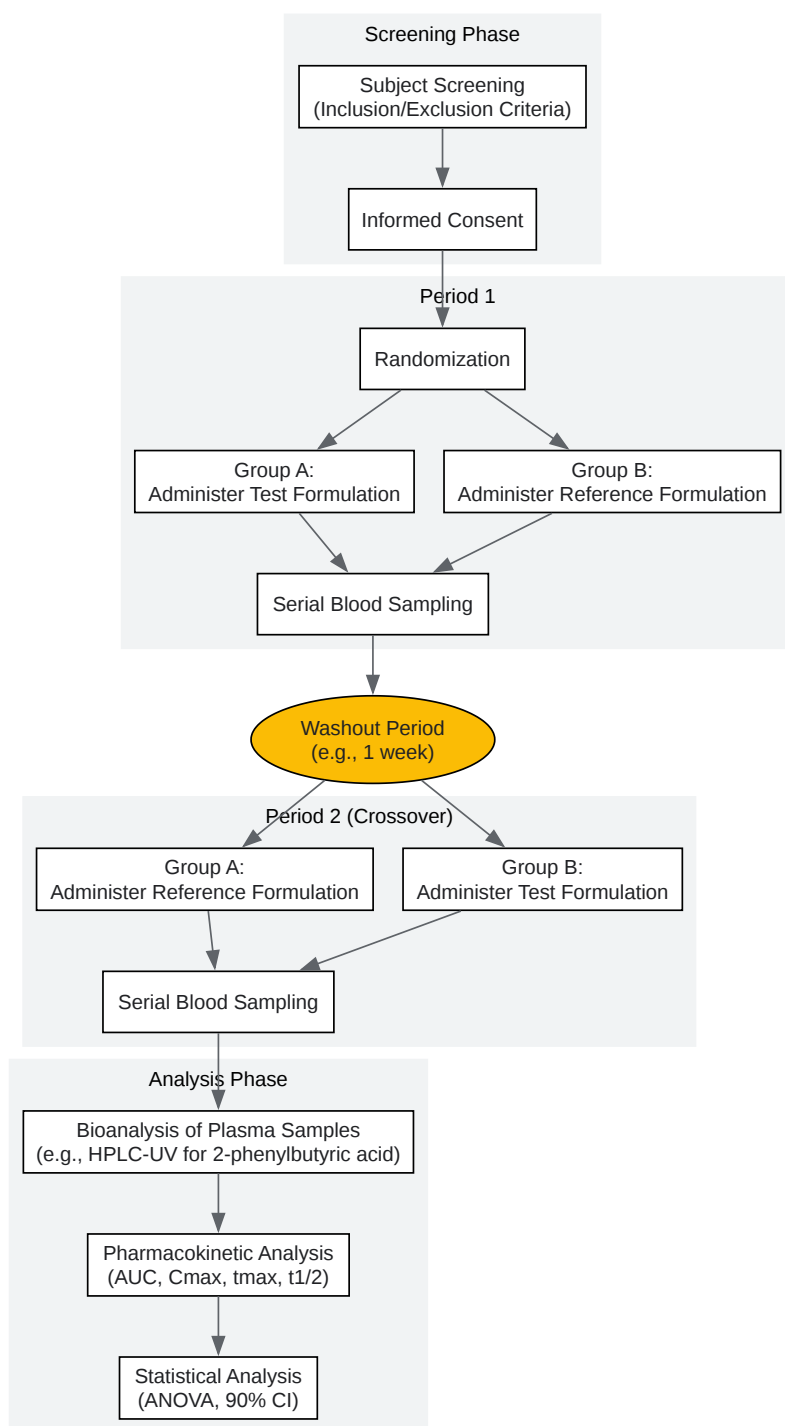 Screening Phase
Subject Screening
(Inclusion/Exclusion Criteria)
Informed Consent
Period 1
Randomization
Group A:
Administer Test Formulation
Group B:
Administer Reference Formulation
Serial Blood Sampling
Washout Period
(e.g., 1 week)
Period 2 (Crossover)
Group A:
Administer Reference Formulation
Group B:
Administer Test Formulation
Serial Blood Sampling
Analysis Phase
Bioanalysis of Plasma Samples
(e.g., HPLC-UV for 2-phenylbutyric acid)
Pharmacokinetic Analysis
(AUC, Cmax, tmax, t1/2)
Statistical Analysis
(ANOVA, 90% CI)